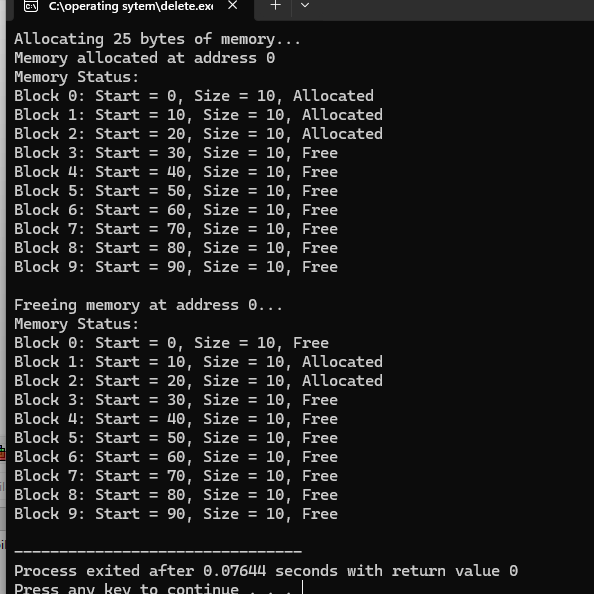 C:\operating sytem\delete.exe
Allocating 25 bytes of memory...
Memory allocated at address 0
Memory Status:
Block 0: Start = 0, Size = 10, Allocated
Block 1: Start = 10, Size = 10, Allocated
Block 2: Start = 20, Size = 10, Allocated
Block 3: Start = 30, Size = 10, Free
Block 4: Start = 40, Size = 10, Free
Block 5: Start = 50, Size = 10, Free
Block 6: Start = 60, Size = 10, Free
Block 7: Start = 70, Size = 10, Free
Block 8: Start = 80, Size = 10, Free
Block 9: Start = 90, Size = 10, Free
Freeing memory at address 0...
Memory Status:
Block 0: Start = 0, Size = 10, Free
Block 1: Start = 10, Size = 10, Allocated
Block 2: Start = 20, Size = 10, Allocated
Block 3: Start = 30, Size = 10, Free
Block 4: Start = 40, Size = 10, Free
Block 5: Start = 50, Size = 10, Free
Block 6: Start = 60, Size = 10, Free
Block 7: Start = 70, Size = 10, Free
Block 8: Start = 80, Size = 10, Free
Block 9: Start = 90, Size = 10, Free
--------------------------------
Process exited after 0.07644 seconds with return value 0
Press any key to continue . . .